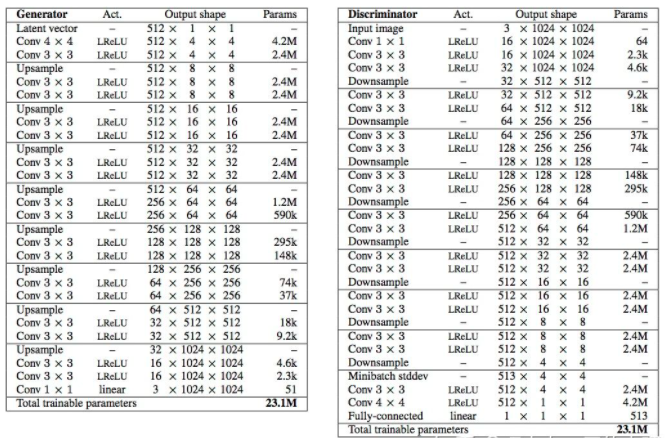 Generator Act. Output shape Params
Latent vector – 512 × 1 × 1 –
Conv 4 × 4 LReLU 512 × 4 × 4 4.2M
Conv 3 × 3 LReLU 512 × 4 × 4 2.4M
Upsample – 512 × 8 × 8 –
Conv 3 × 3 LReLU 512 × 8 × 8 2.4M
Conv 3 × 3 LReLU 512 × 8 × 8 2.4M
Upsample – 512 × 16 × 16 –
Conv 3 × 3 LReLU 512 × 16 × 16 2.4M
Conv 3 × 3 LReLU 512 × 16 × 16 2.4M
Upsample – 512 × 32 × 32 –
Conv 3 × 3 LReLU 512 × 32 × 32 2.4M
Conv 3 × 3 LReLU 512 × 32 × 32 2.4M
Upsample – 512 × 64 × 64 –
Conv 3 × 3 LReLU 256 × 64 × 64 1.2M
Conv 3 × 3 LReLU 256 × 64 × 64 590k
Upsample – 256 × 128 × 128 –
Conv 3 × 3 LReLU 128 × 128 × 128 295k
Conv 3 × 3 LReLU 128 × 128 × 128 148k
Upsample – 128 × 256 × 256 –
Conv 3 × 3 LReLU 64 × 256 × 256 74k
Conv 3 × 3 LReLU 64 × 256 × 256 37k
Upsample – 64 × 512 × 512 –
Conv 3 × 3 LReLU 32 × 512 × 512 18k
Conv 3 × 3 LReLU 32 × 512 × 512 9.2k
Upsample – 32 × 1024 × 1024 –
Conv 3 × 3 LReLU 16 × 1024 × 1024 4.6k
Conv 3 × 3 LReLU 16 × 1024 × 1024 2.3k
Conv 1 × 1 linear 3 × 1024 × 1024 51
Total trainable parameters 23.1M
Discriminator Act. Output shape Params
Input image – 3 × 1024 × 1024 –
Conv 1 × 1 LReLU 16 × 1024 × 1024 64
Conv 3 × 3 LReLU 16 × 1024 × 1024 2.3k
Conv 3 × 3 LReLU 32 × 1024 × 1024 4.6k
Downsample – 32 × 512 × 512 –
Conv 3 × 3 LReLU 32 × 512 × 512 9.2k
Conv 3 × 3 LReLU 64 × 512 × 512 18k
Downsample – 64 × 256 × 256 –
Conv 3 × 3 LReLU 64 × 256 × 256 37k
Conv 3 × 3 LReLU 128 × 256 × 256 74k
Downsample – 128 × 128 × 128 –
Conv 3 × 3 LReLU 128 × 128 × 128 148k
Conv 3 × 3 LReLU 256 × 128 × 128 295k
Downsample – 256 × 64 × 64 –
Conv 3 × 3 LReLU 256 × 64 × 64 590k
Conv 3 × 3 LReLU 512 × 64 × 64 1.2M
Downsample – 512 × 32 × 32 –
Conv 3 × 3 LReLU 512 × 32 × 32 2.4M
Conv 3 × 3 LReLU 512 × 32 × 32 2.4M
Downsample – 512 × 16 × 16 –
Conv 3 × 3 LReLU 512 × 16 × 16 2.4M
Conv 3 × 3 LReLU 512 × 16 × 16 2.4M
Downsample – 512 × 8 × 8 –
Conv 3 × 3 LReLU 512 × 8 × 8 2.4M
Conv 3 × 3 LReLU 512 × 8 × 8 2.4M
Downsample – 512 × 4 × 4 –
Minibatch stddev – 513 × 4 × 4 –
Conv 3 × 3 LReLU 512 × 4 × 4 2.4M
Conv 4 × 4 LReLU 512 × 1 × 1 4.2M
Fully-connected linear 1 × 1 × 1 513
Total trainable parameters 23.1M